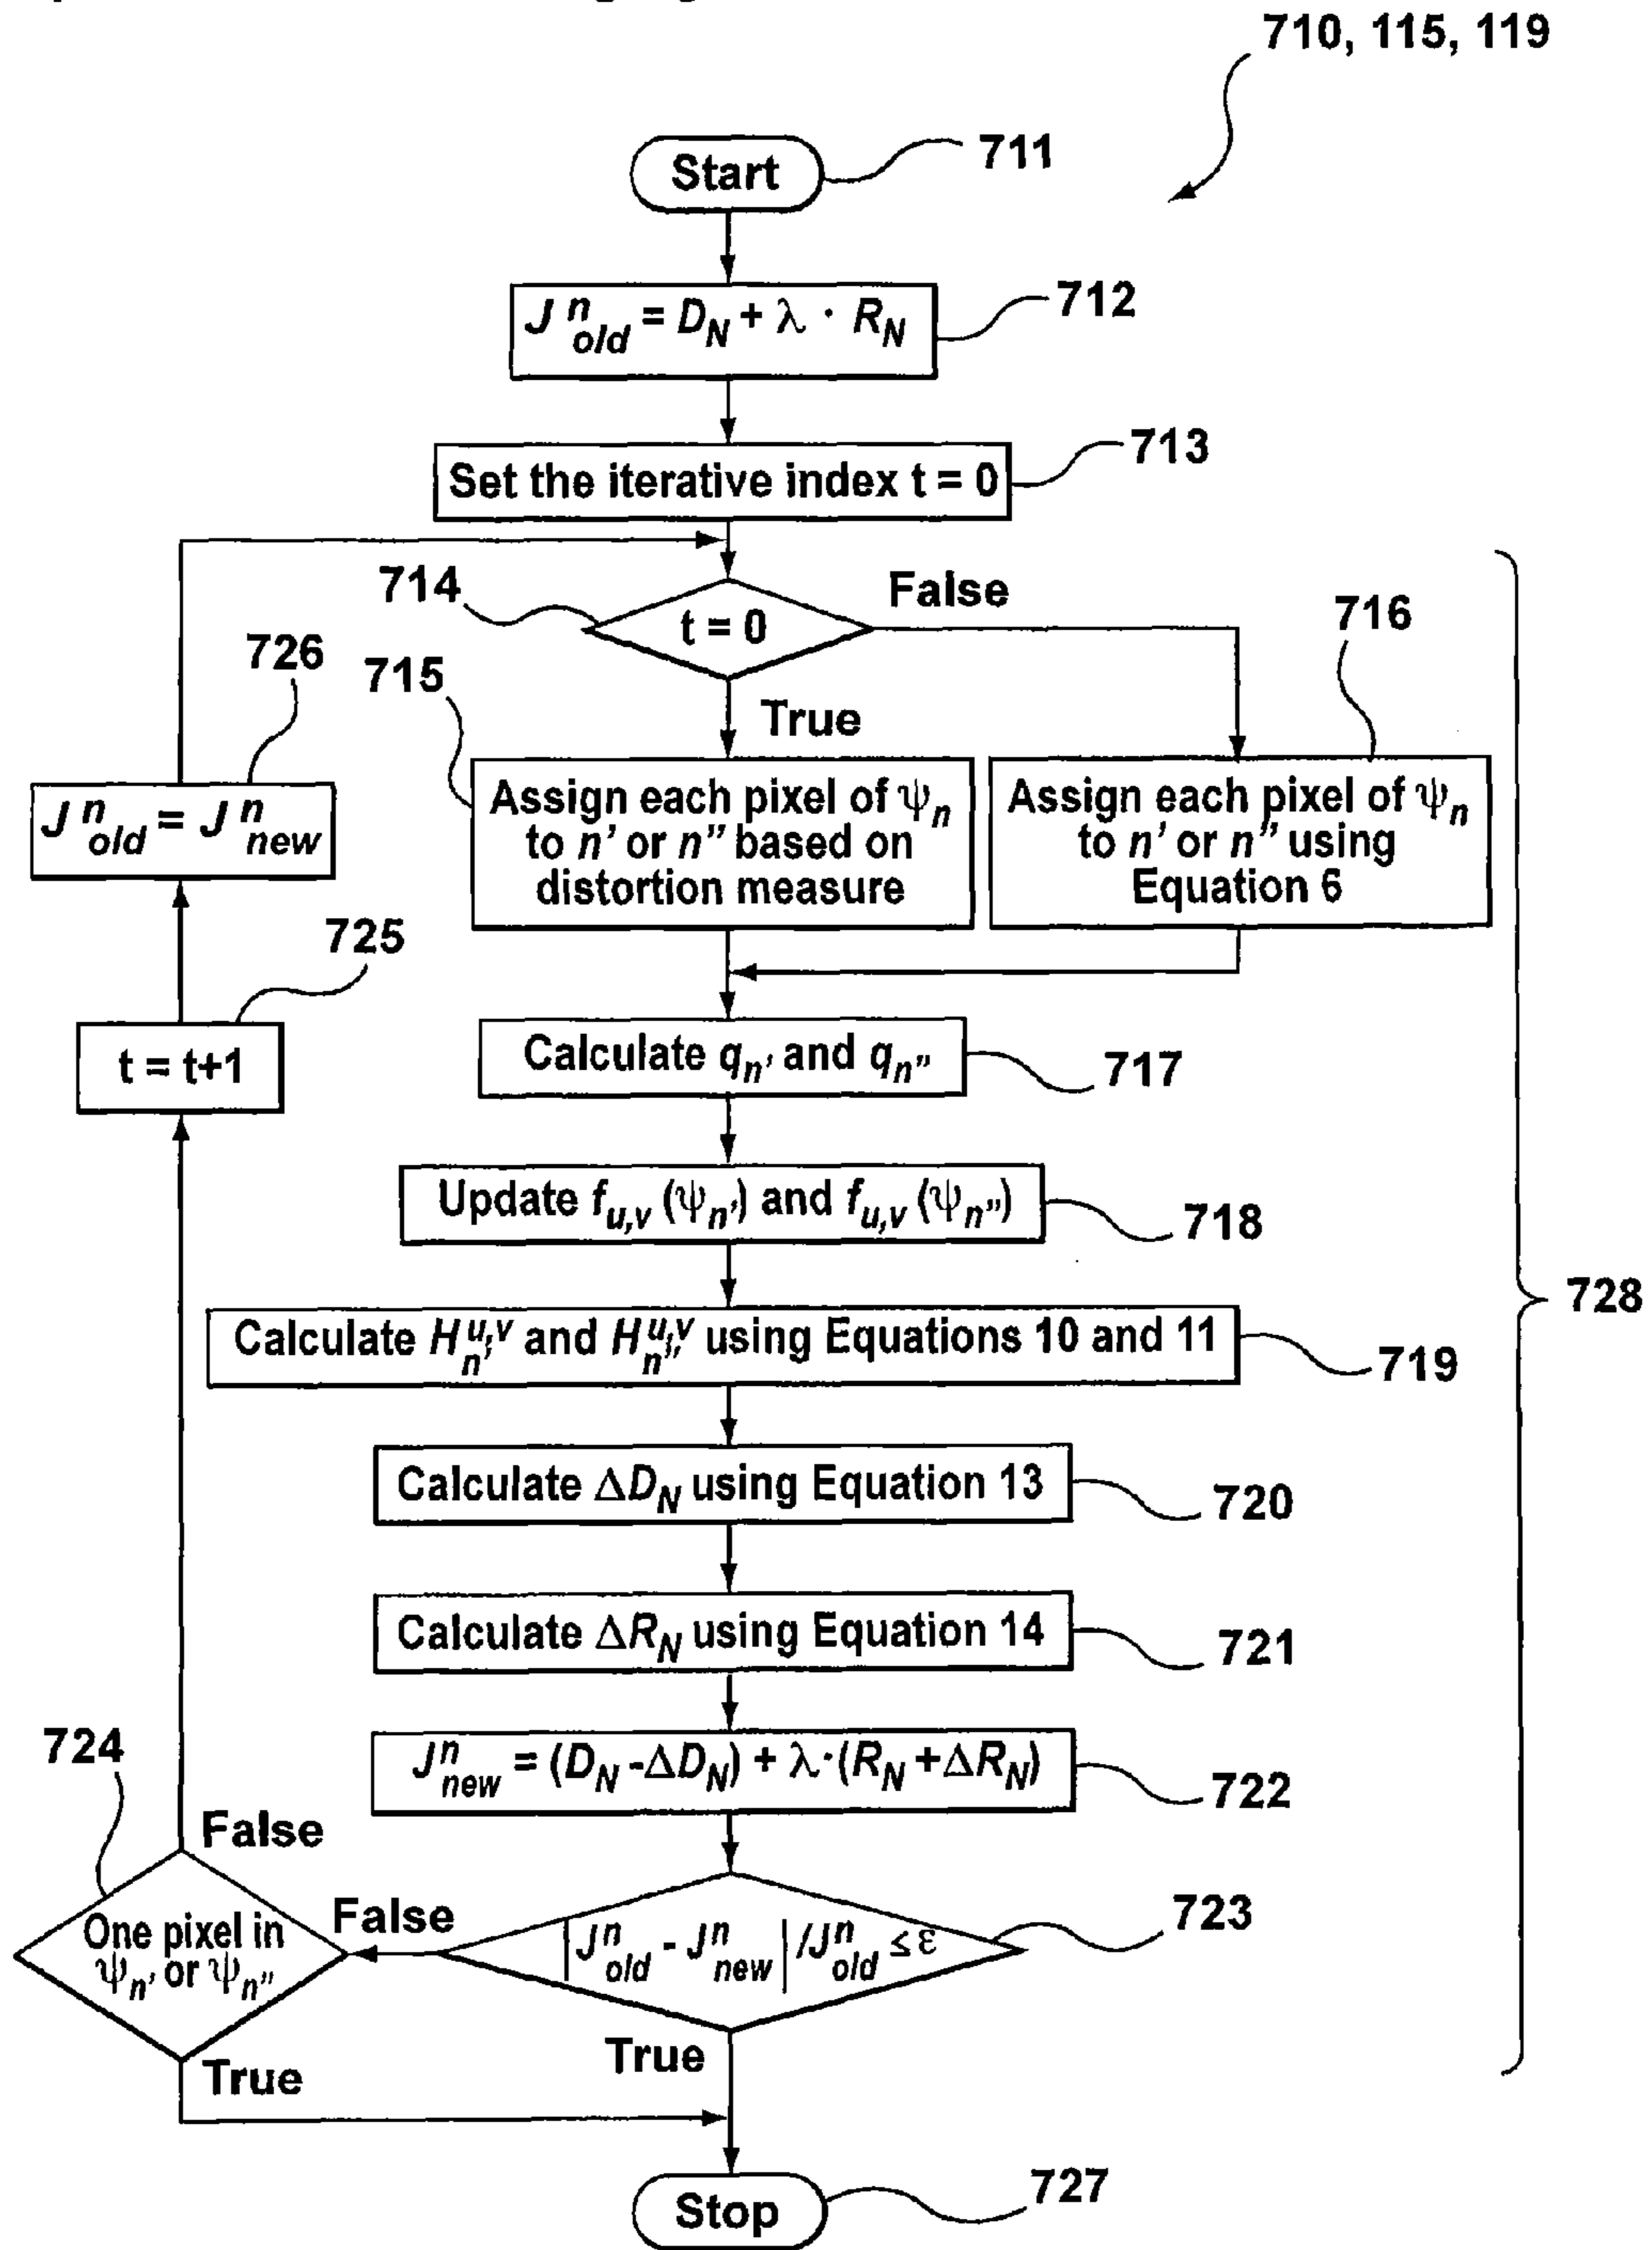 710, 115, 119
Start
711
J^n_old = D_N + λ · R_N
712
Set the iterative index t = 0
713
714
t = 0
False
716
726
715
True
J^n_old = J^n_new
Assign each pixel of ψ_n
to n' or n'' based on
distortion measure
Assign each pixel of ψ_n
to n' or n'' using
Equation 6
725
t = t+1
Calculate q_n' and q_n''
717
Update f_u,v (ψ_n') and f_u,v (ψ_n'')
718
728
Calculate H^u,v_n' and H^u,v_n'' using Equations 10 and 11
719
Calculate ΔD_N using Equation 13
720
Calculate ΔR_N using Equation 14
721
724
J^n_new = (D_N - ΔD_N) + λ·(R_N + ΔR_N)
722
False
One pixel in
ψ_n' or ψ_n''
False
|J^n_old - J^n_new| / J^n_old ≤ ε
723
True
True
Stop
727